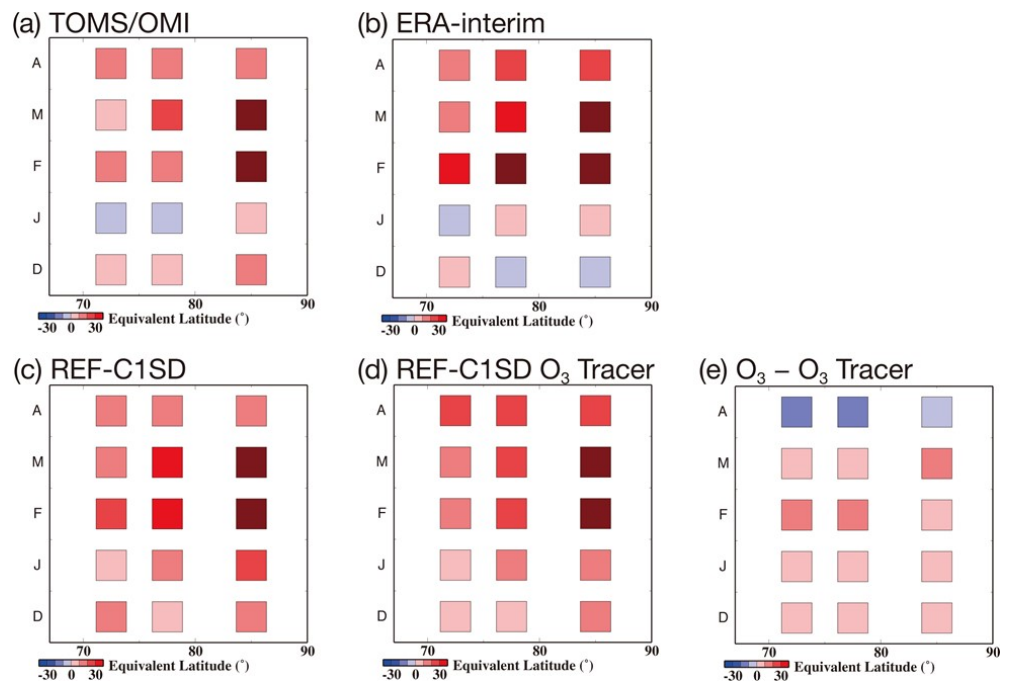 (a) TOMS/OMI
A
M
F
J
D
70 80 90
-30 0 30
Equivalent Latitude (°)
(b) ERA-interim
A
M
F
J
D
70 80 90
-30 0 30
Equivalent Latitude (°)
(c) REF-C1SD
A
M
F
J
D
70 80 90
-30 0 30
Equivalent Latitude (°)
(d) REF-C1SD O₃ Tracer
A
M
F
J
D
70 80 90
-30 0 30
Equivalent Latitude (°)
(e) O₃ – O₃ Tracer
A
M
F
J
D
70 80 90
-30 0 30
Equivalent Latitude (°)